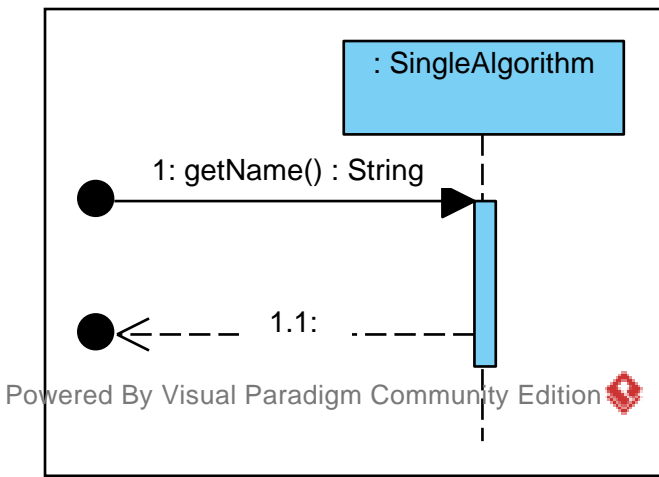 : SingleAlgorithm
1: getName() : String
1.1:
Powered By Visual Paradigm Community Edition